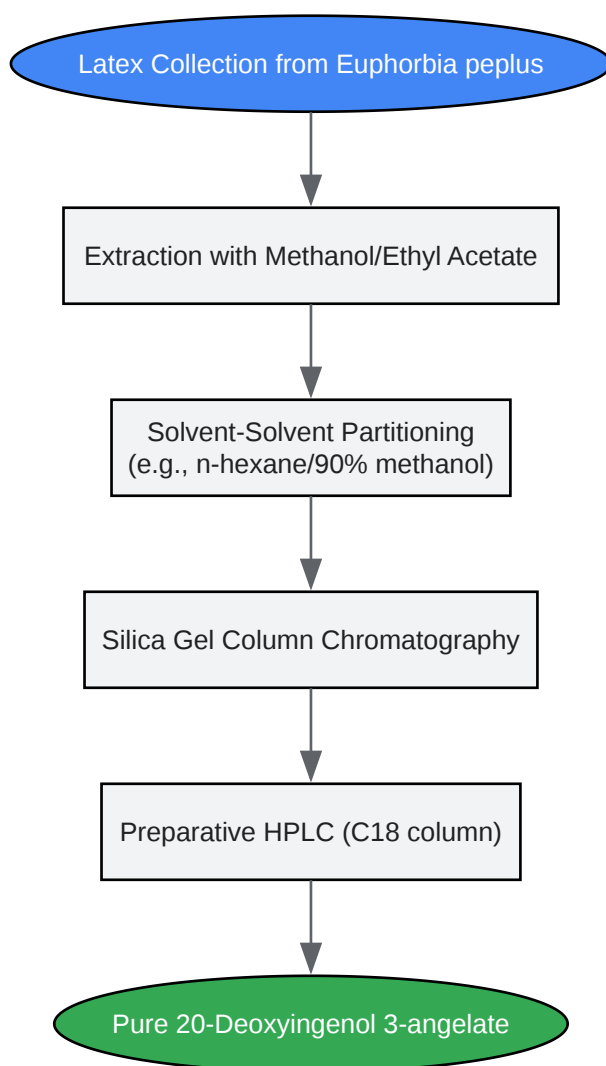 Latex Collection from Euphorbia peplus
Extraction with Methanol/Ethyl Acetate
Solvent-Solvent Partitioning
(e.g., n-hexane/90% methanol)
Silica Gel Column Chromatography
Preparative HPLC (C18 column)
Pure 20-Deoxyingenol 3-angelate